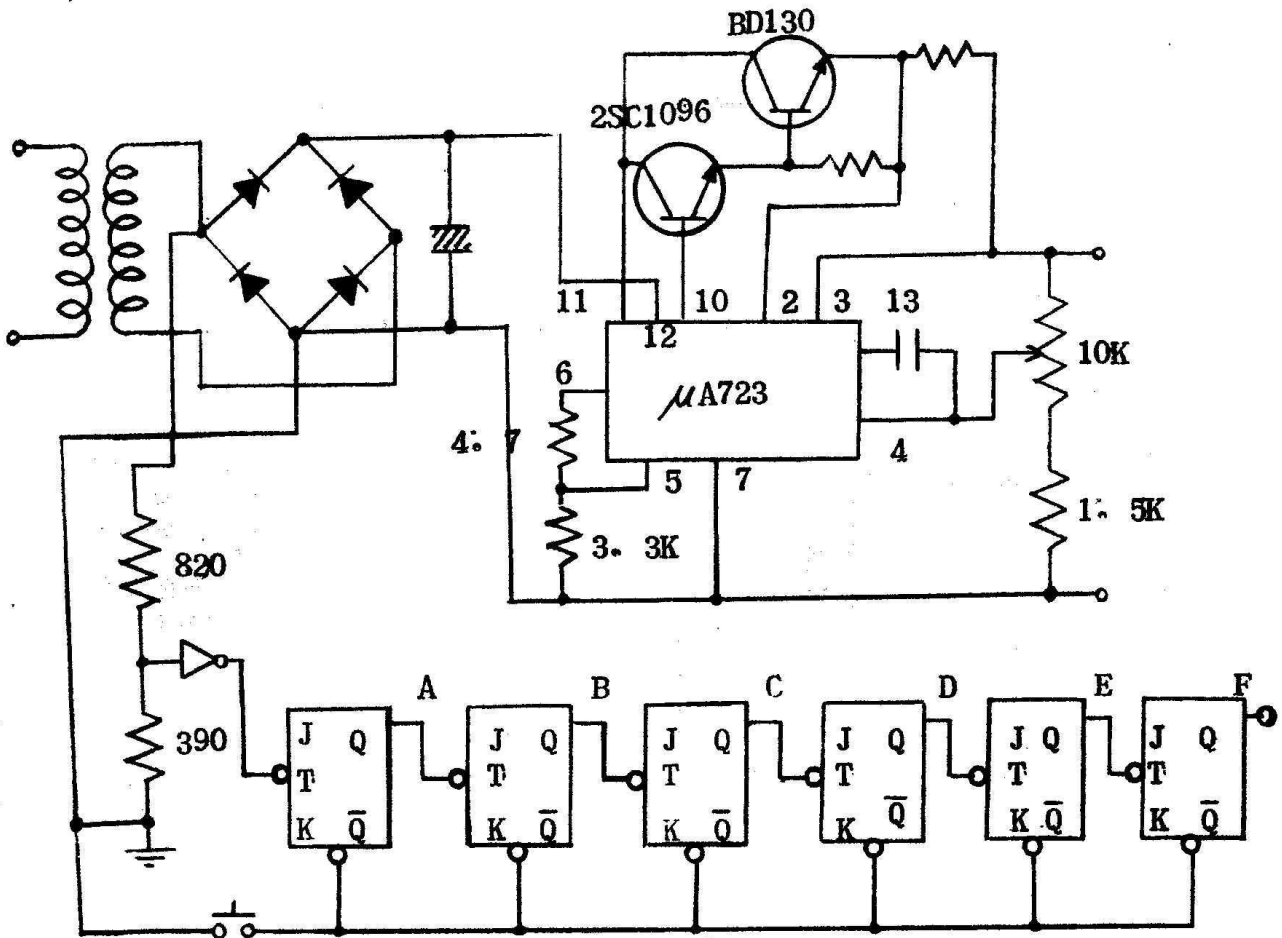 BD130
2SC1096
11 10 2 3 13
12
6 μA723 10K
4. 7 4
5 7
3. 3K 1. 5K
820
A B C D E F
390
J Q J Q J Q J Q J Q J Q
T T T T T T
K Q̅ K Q̅ K Q̅ K Q̅ K Q̅ K Q̅